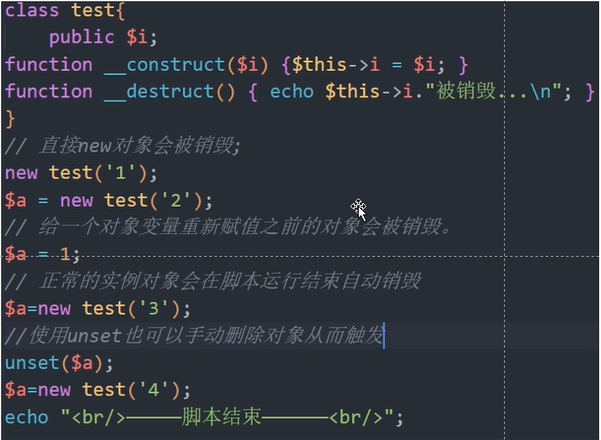 class test{
    public $i;
function __construct($i) {$this->i = $i; }
function __destruct() { echo $this->i."被销毁...\n"; }
}
// 直接new对象会被销毁;
new test('1');
$a = new test('2');
// 给一个对象变量重新赋值之前的对象会被销毁。
$a = 1;
// 正常的实例对象会在脚本运行结束自动销毁
$a=new test('3');
//使用unset也可以手动删除对象从而触发
unset($a);
$a=new test('4');
echo "<br/>————脚本结束————<br/>";